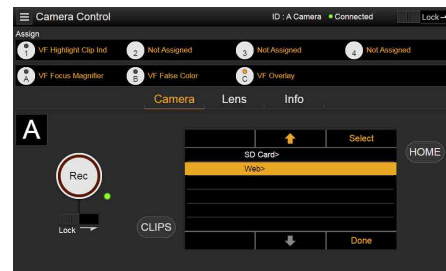 Camera Control
ID : A Camera
Connected
Lock
Assign
1 VF Highlight Clip Ind
2 Not Assigned
3 Not Assigned
4 Not Assigned
A VF Focus Magnifier
B VF False Color
C VF Overlay
Camera
Lens
Info
A
Select
SD Card>
Web>
HOME
Rec
Lock
CLIPS
Done